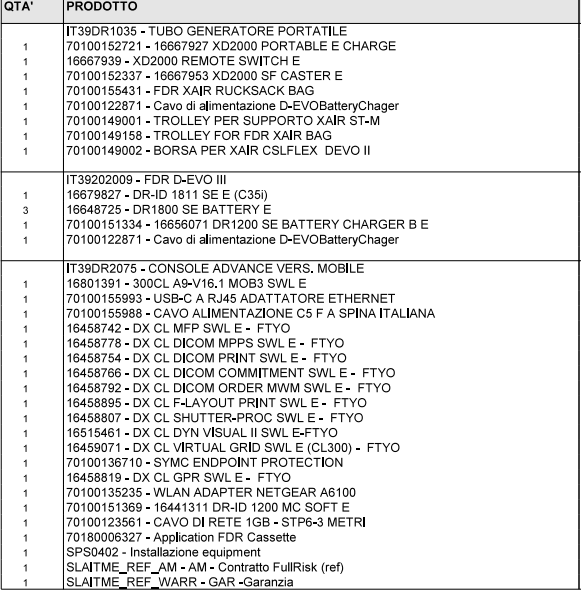 QTA' PRODOTTO
IT39DR1035 - TUBO GENERATORE PORTATILE
1 70100152721 - 16667927 XD2000 PORTABLE E CHARGE
1 16667939 - XD2000 REMOTE SWITCH E
1 70100152337 - 16667953 XD2000 SF CASTER E
1 70100155431 - FDR XAIR RUCKSACK BAG
1 70100122871 - Cavo di alimentazione D-EVOBatteryChager
1 70100149001 - TROLLEY PER SUPPORTO XAIR ST-M
1 70100149158 - TROLLEY FOR FDR XAIR BAG
1 70100149002 - BORSA PER XAIR CSLFLEX DEVO II
IT39202009 - FDR D-EVO III
1 16679827 - DR-ID 1811 SE E (C35i)
3 16648725 - DR1800 SE BATTERY E
1 70100151334 - 16656071 DR1200 SE BATTERY CHARGER B E
1 70100122871 - Cavo di alimentazione D-EVOBatteryChager
IT39DR2075 - CONSOLE ADVANCE VERS. MOBILE
1 16801391 - 300CL A9-V16.1 MOB3 SWL E
1 70100155993 - USB-C A RJ45 ADATTATORE ETHERNET
1 70100155988 - CAVO ALIMENTAZIONE C5 F A SPINA ITALIANA
1 16458742 - DX CL MFP SWL E - FTYO
1 16458778 - DX CL DICOM MPPS SWL E - FTYO
1 16458754 - DX CL DICOM PRINT SWL E - FTYO
1 16458766 - DX CL DICOM COMMITMENT SWL E - FTYO
1 16458792 - DX CL DICOM ORDER MWM SWL E - FTYO
1 16458895 - DX CL F-LAYOUT PRINT SWL E - FTYO
1 16458807 - DX CL SHUTTER-PROC SWL E - FTYO
1 16515461 - DX CL DYN VISUAL II SWL E-FTYO
1 16459071 - DX CL VIRTUAL GRID SWL E (CL300) - FTYO
1 70100136710 - SYMC ENDPOINT PROTECTION
1 16458819 - DX CL GPR SWL E - FTYO
1 70100135235 - WLAN ADAPTER NETGEAR A6100
1 70100151369 - 16441311 DR-ID 1200 MC SOFT E
1 70100123561 - CAVO DI RETE 1GB - STP6-3 METRI
1 70180006327 - Application FDR Cassette
1 SPS0402 - Installazione equipment
1 SLAITME_REF_AM - AM - Contratto FullRisk (ref)
1 SLAITME_REF_WARR - GAR -Garanzia